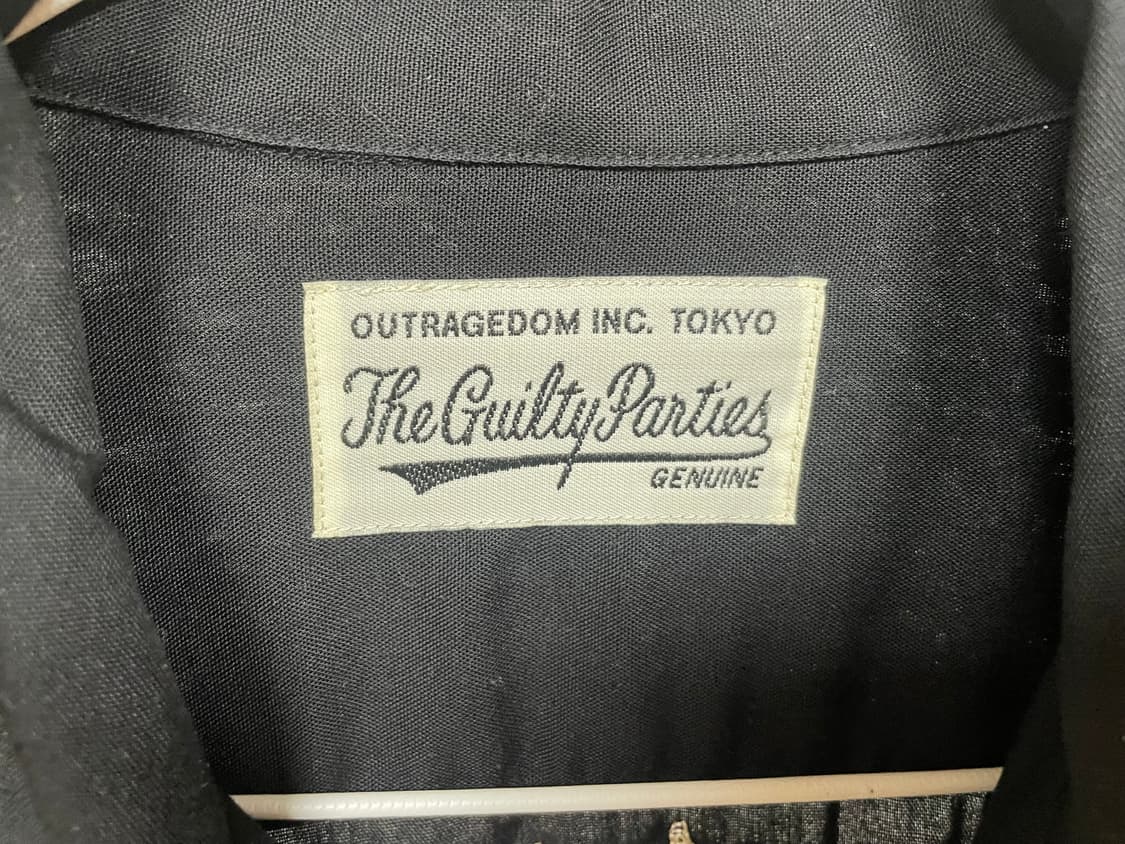 OUTRAGEDOM INC. TOKYO
The Guilty Parties
GENUINE